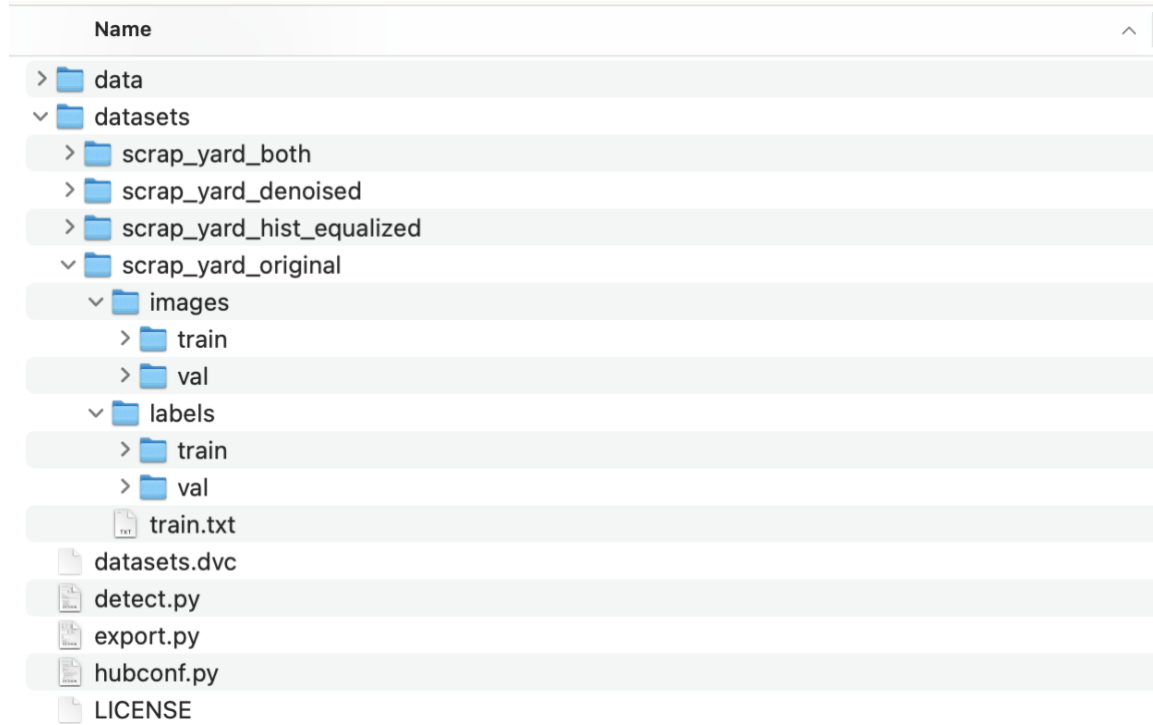 Name
data
datasets
scrap_yard_both
scrap_yard_denoised
scrap_yard_hist_equalized
scrap_yard_original
images
train
val
labels
train
val
train.txt
datasets.dvc
detect.py
export.py
hubconf.py
LICENSE